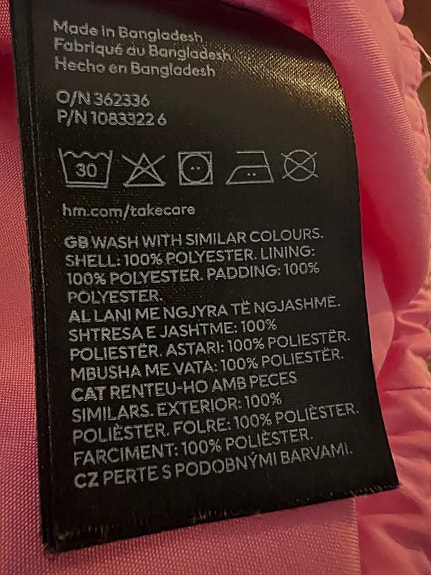 Made in Bangladesh
Fabriqué du Bangladesh
Hecho en Bangladesh
O/N 362336
P/N 1083322 6
30
hm.com/takecare
GB WASH WITH SIMILAR COLOURS.
SHELL: 100% POLYESTER. LINING:
100% POLYESTER. PADDING: 100%
POLYESTER.
AL LANI ME NGJYRA TË NGJASHME.
SHTRESA E JASHTME: 100%
POLIESTËR. ASTARI: 100% POLIESTËR.
MBUSHA ME VATA: 100% POLIESTËR.
CAT RENTEU-HO AMB PECES
SIMILARS. EXTERIOR: 100%
POLIÈSTER. FOLRE: 100% POLIÈSTER.
FARCIMENT: 100% POLIÈSTER.
CZ PERTE S PODOBNÝMI BARVAMI.